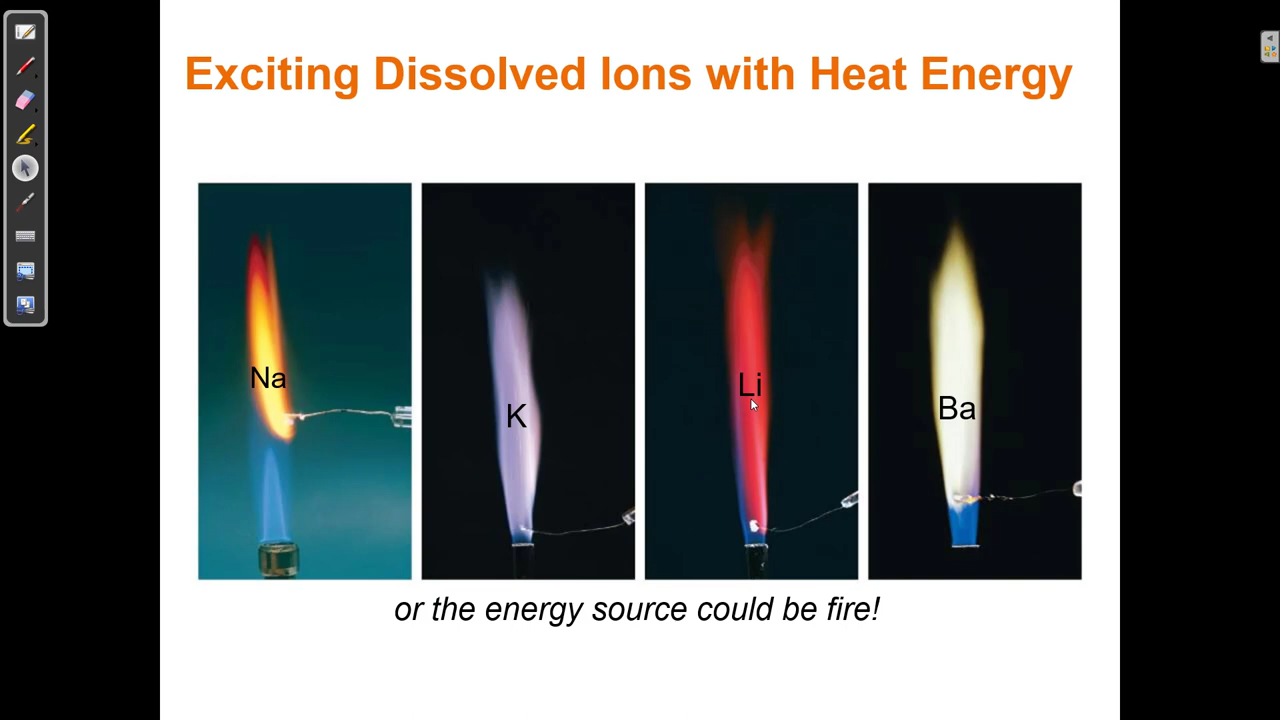 Exciting Dissolved Ions with Heat Energy
Na
K
Li
Ba
or the energy source could be fire!